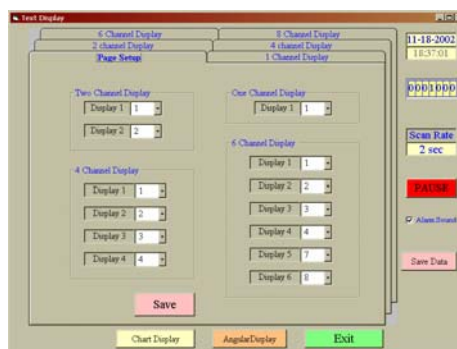 Text Display
6 Channel Display
8 Channel Display
2 channel Display
4 channel Display
Page Setup
1 Channel Display
Two Channel Display
Display 1 1
Display 2 2
One Channel Display
Display 1 1
4 Channel Display
Display 1 1
Display 2 2
Display 3 3
Display 4 4
6 Channel Display
Display 1 1
Display 2 2
Display 3 3
Display 4 4
Display 5 7
Display 6 8
Save
11-18-2002
18:37:01
0001000
Scan Rate
2 sec
PAUSE
Alarm Sound
Save Data
Chart Display
AngularDisplay
Exit